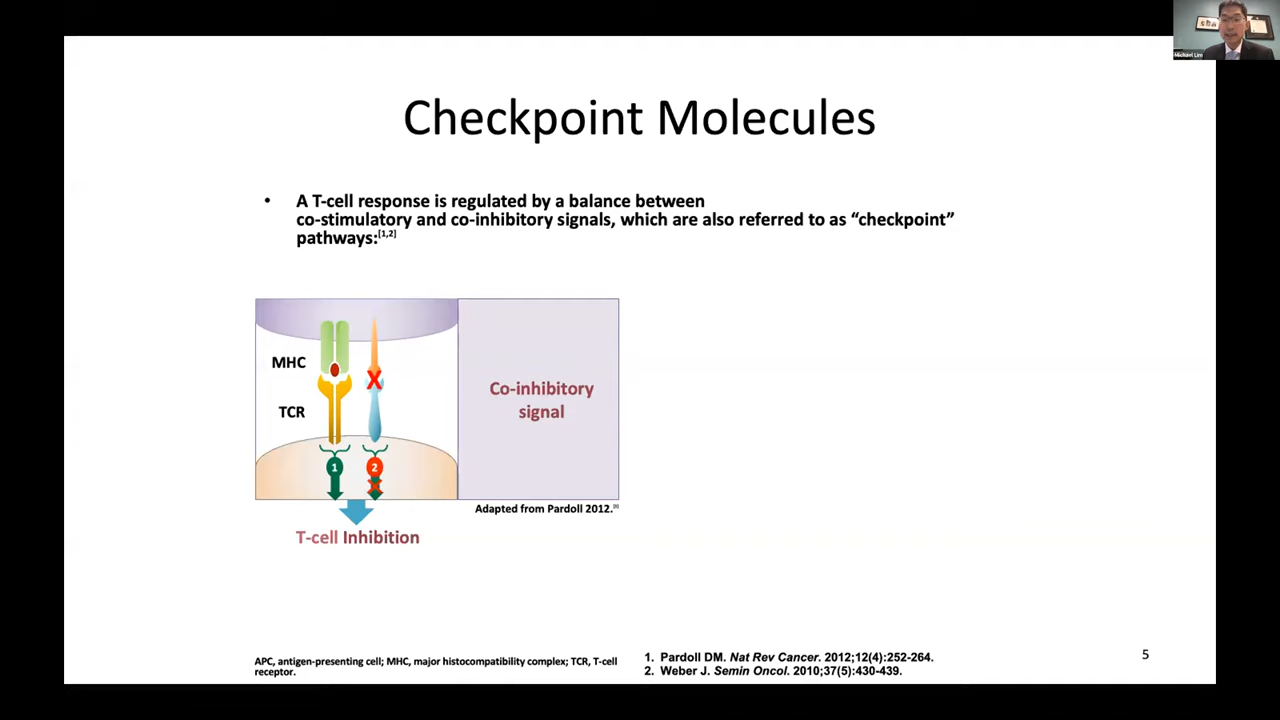 Michael Lim
Checkpoint Molecules
• A T-cell response is regulated by a balance between
co-stimulatory and co-inhibitory signals, which are also referred to as “checkpoint”
pathways:[1,2]
MHC
TCR
1
2
X
Co-inhibitory
signal
Adapted from Pardoll 2012.
T-cell Inhibition
APC, antigen-presenting cell; MHC, major histocompatibility complex; TCR, T-cell
receptor.
1. Pardoll DM. Nat Rev Cancer. 2012;12(4):252-264.
2. Weber J. Semin Oncol. 2010;37(5):430-439.
5